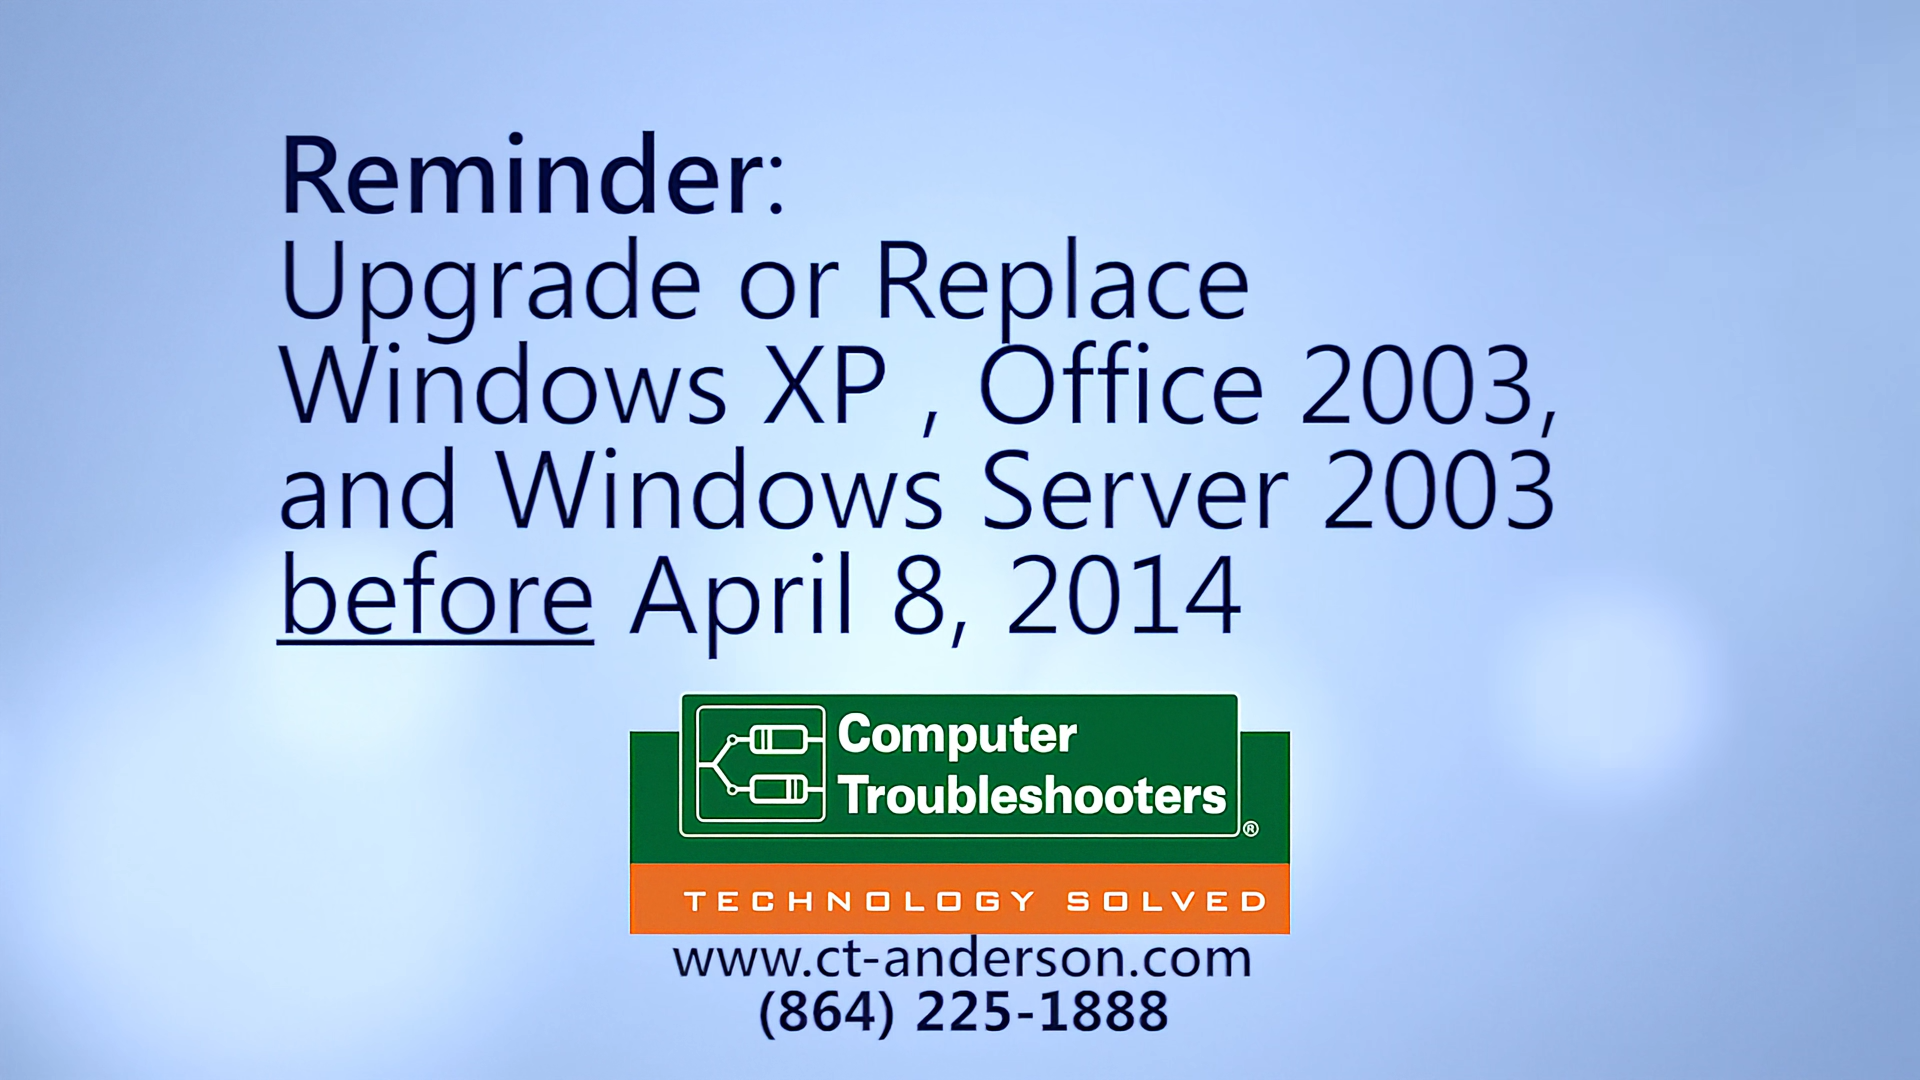 Reminder:
Upgrade or Replace
Windows XP , Office 2003,
and Windows Server 2003
before April 8, 2014
Computer
Troubleshooters
®
TECHNOLOGY SOLVED
www.ct-anderson.com
(864) 225-1888